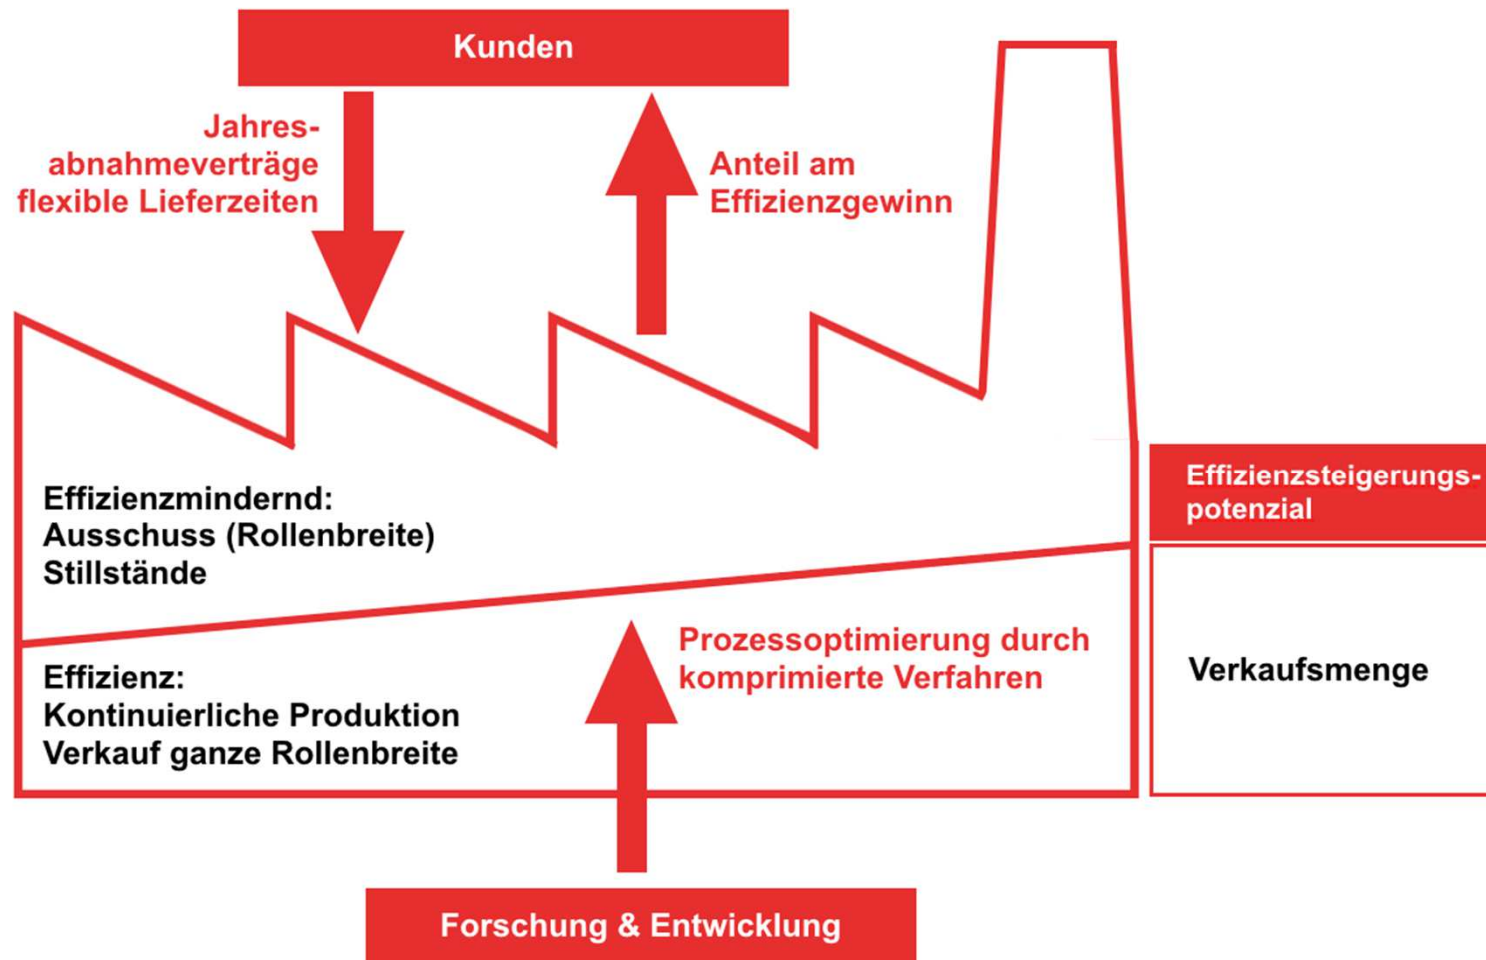 Kunden
Jahres-
abnahmeverträge
flexible Lieferzeiten
Anteil am
Effizienzgewinn
Effizienzmindernd:
Ausschuss (Rollenbreite)
Stillstände
Effizienzsteigerungs-
potenzial
Prozessoptimierung durch
komprimierte Verfahren
Effizienz:
Kontinuierliche Produktion
Verkauf ganze Rollenbreite
Verkaufsmenge
Forschung & Entwicklung